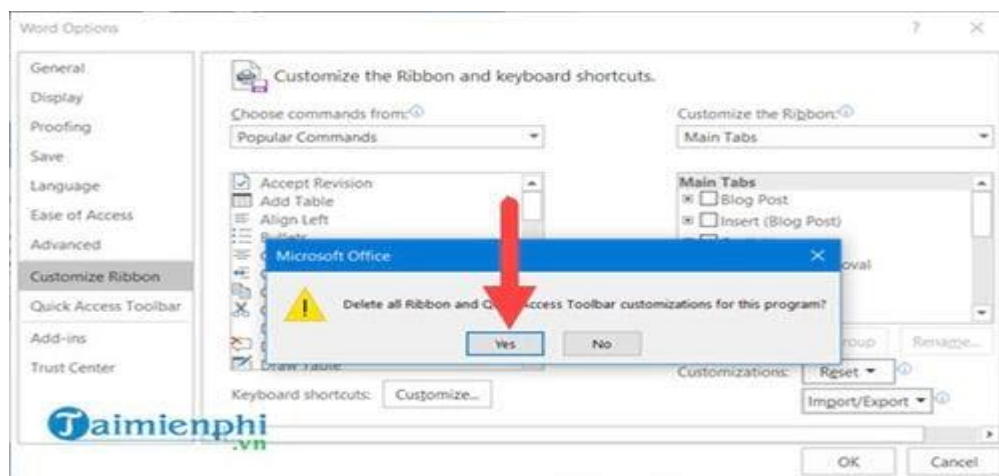 Word Options
General
Display
Proofing
Save
Language
Ease of Access
Advanced
Customize Ribbon
Quick Access Toolbar
Add-ins
Trust Center
Customize the Ribbon and keyboard shortcuts.
Choose commands from:
Popular Commands
Accept Revision
Add Table
Align Left
Bullets
Draw Table
Keyboard shortcuts: Customize...
Customize the Ribbon:
Main Tabs
Main Tabs
Blog Post
Insert (Blog Post)
Rename...
Customizations: Reset
Import/Export
Microsoft Office
Delete all Ribbon and Access Toolbar customizations for this program?
Yes No
OK Cancel
Taimienphi
.vn